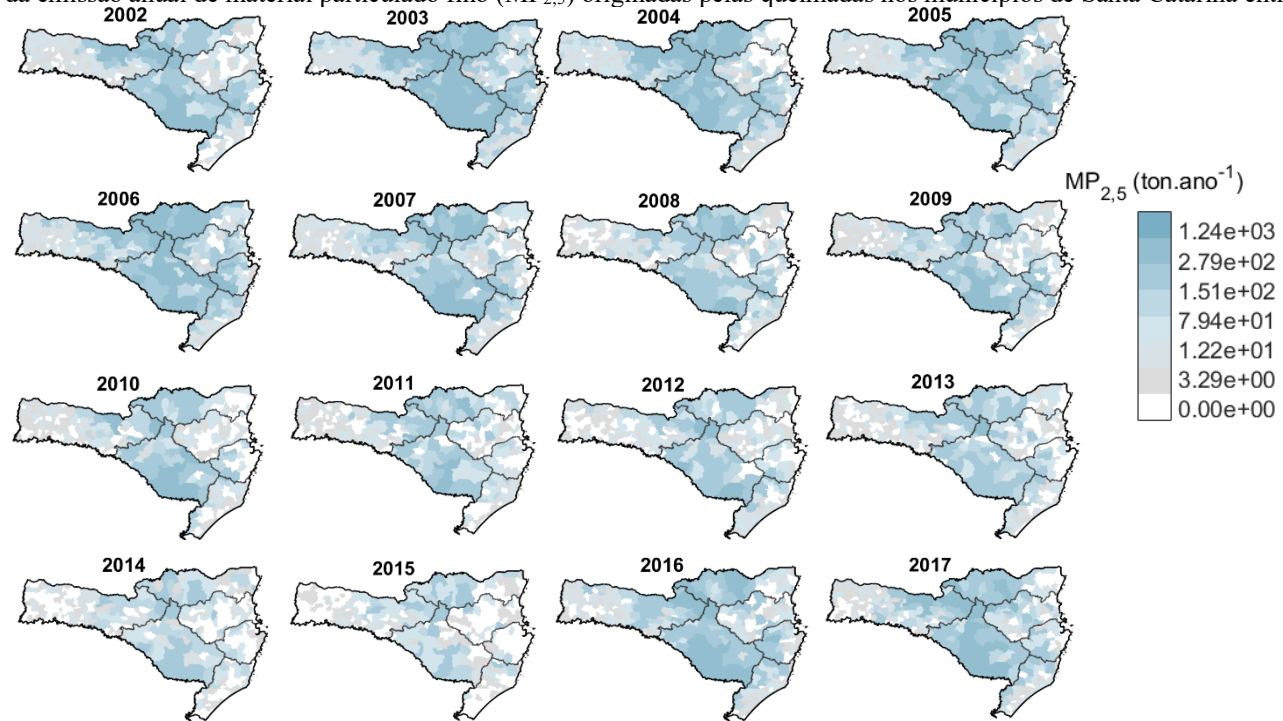 da emissão anual de material particulado fino (MP2,5) originadas pelas queimadas nos municípios de Santa Catarina
2002 2003 2004 2005
MP2,5 (ton.ano-1)
2006 2007 2008 2009
1.24e+03
2.79e+02
1.51e+02
7.94e+01
1.22e+01
3.29e+00
0.00e+00
2010 2011 2012 2013
2014 2015 2016 2017